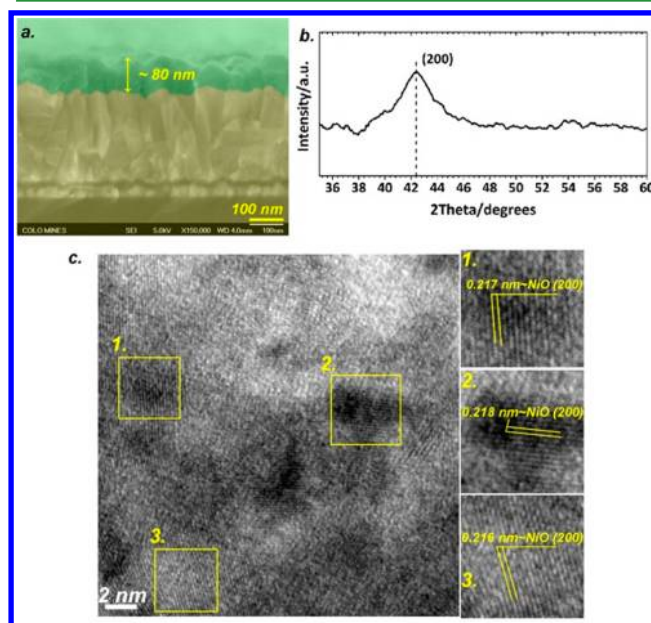 a.
~ 80 nm
100 nm
COLO MINES SEI 5.0kV X150,000 WD 4.0mm 100nm
b.
(200)
Intensity/a.u.
36 38 40 42 44 46 48 50 52 54 56 58 60
2Theta/degrees
c.
1.
2.
3.
2 nm
1.
0.217 nm~NiO (200)
2.
0.218 nm~NiO (200)
0.216 nm~NiO (200)
3.